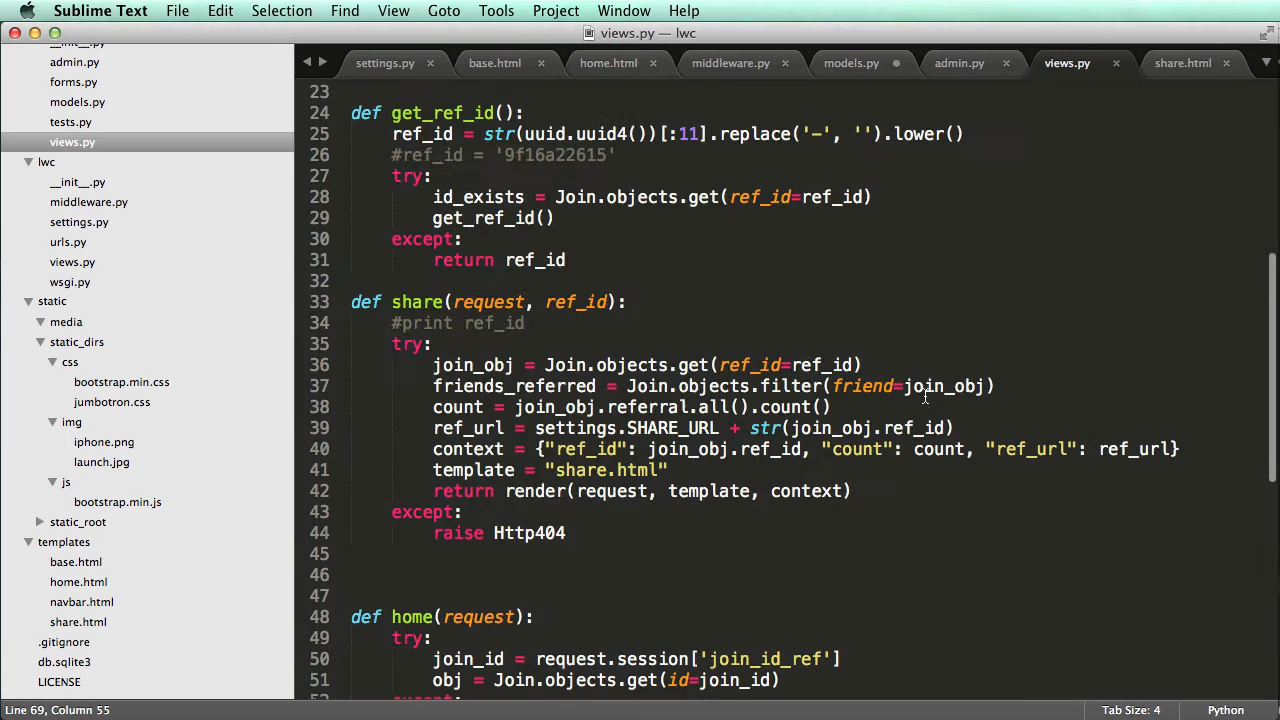 Sublime Text File Edit Selection Find View Goto Tools Project Window Help
views.py — lwc
__init__.py
admin.py
forms.py
models.py
tests.py
views.py
lwc
__init__.py
middleware.py
settings.py
urls.py
views.py
wsgi.py
static
media
static_dirs
css
bootstrap.min.css
jumbotron.css
img
iphone.png
launch.jpg
js
bootstrap.min.js
static_root
templates
base.html
home.html
navbar.html
share.html
.gitignore
db.sqlite3
LICENSE
settings.py × base.html × home.html × middleware.py × models.py admin.py × views.py × share.html ×
23
24 def get_ref_id():
25 ref_id = str(uuid.uuid4())[:11].replace('-', '').lower()
26 #ref_id = '9f16a22615'
27 try:
28 id_exists = Join.objects.get(ref_id=ref_id)
29 get_ref_id()
30 except:
31 return ref_id
32
33 def share(request, ref_id):
34 #print ref_id
35 try:
36 join_obj = Join.objects.get(ref_id=ref_id)
37 friends_referred = Join.objects.filter(friend=join_obj)
38 count = join_obj.referral.all().count()
39 ref_url = settings.SHARE_URL + str(join_obj.ref_id)
40 context = {"ref_id": join_obj.ref_id, "count": count, "ref_url": ref_url}
41 template = "share.html"
42 return render(request, template, context)
43 except:
44 raise Http404
45
46
47
48 def home(request):
49 try:
50 join_id = request.session['join_id_ref']
51 obj = Join.objects.get(id=join_id)
52 except:
Line 69, Column 55 Tab Size: 4 Python